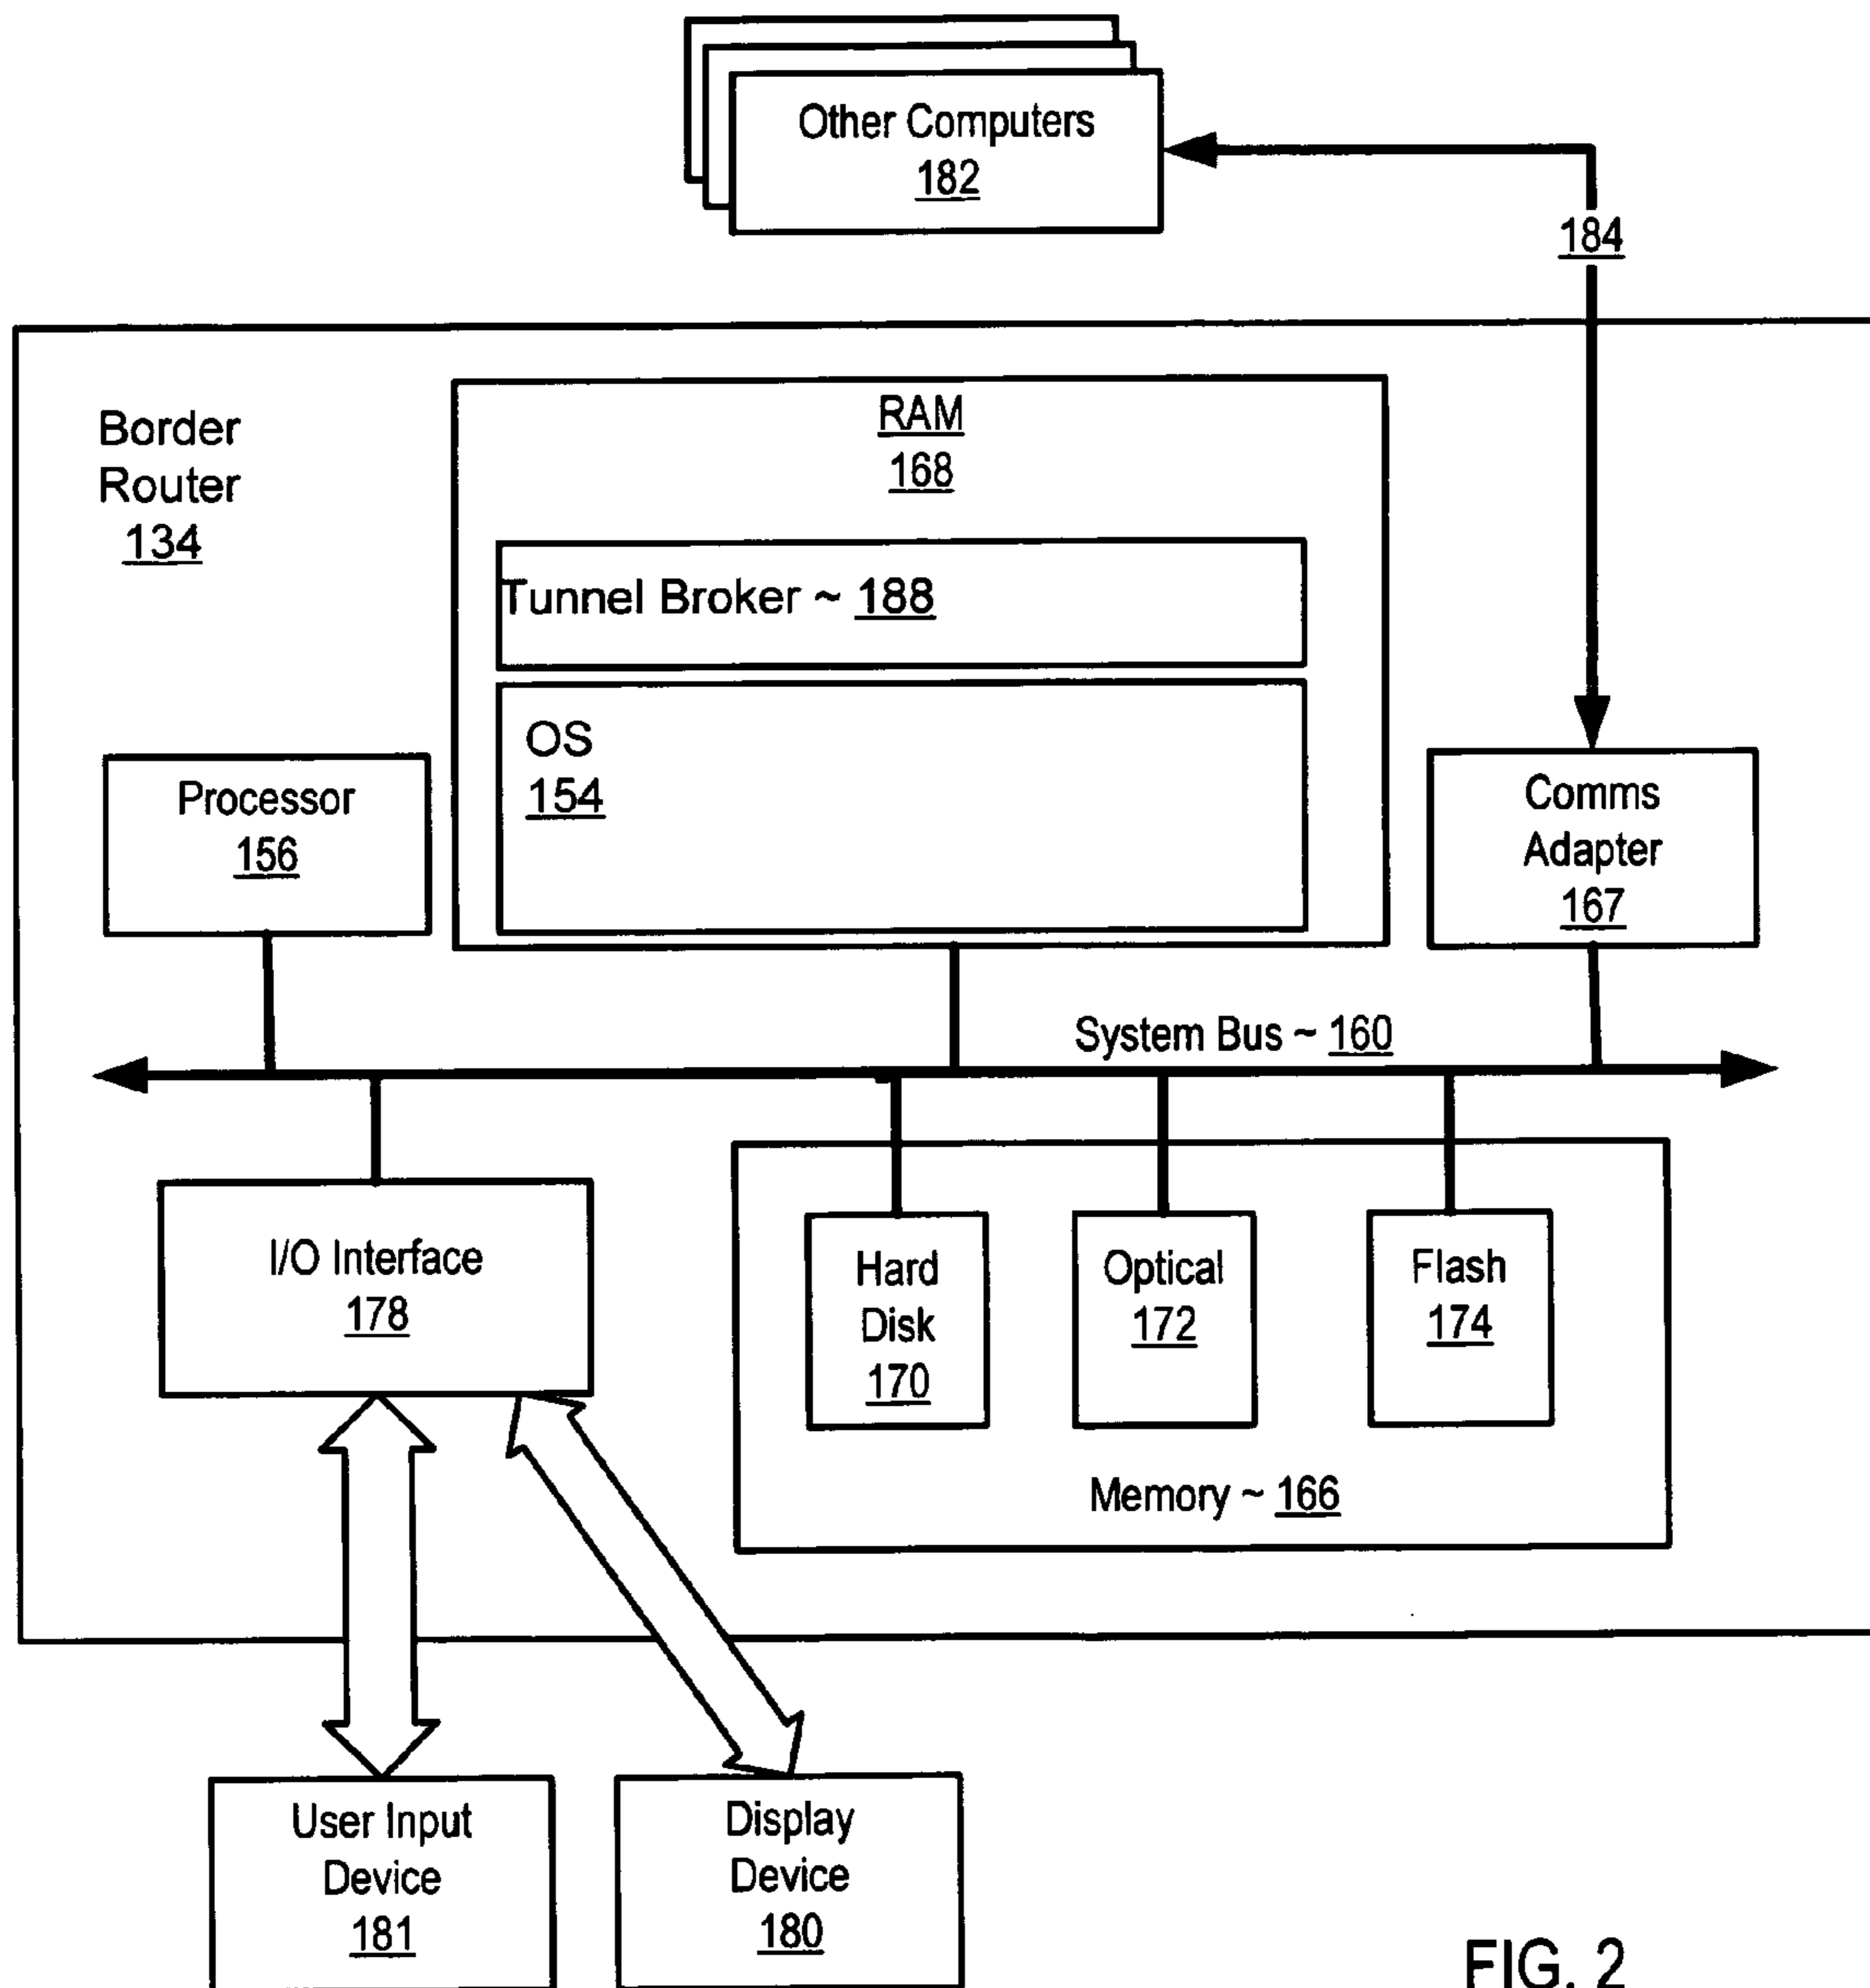 Other Computers
182
184
Border
Router
134
RAM
168
Tunnel Broker ~ 188
OS
154
Processor
156
Comms
Adapter
167
System Bus ~ 160
I/O Interface
178
Hard
Disk
170
Optical
172
Flash
174
Memory ~ 166
User Input
Device
181
Display
Device
180
FIG. 2